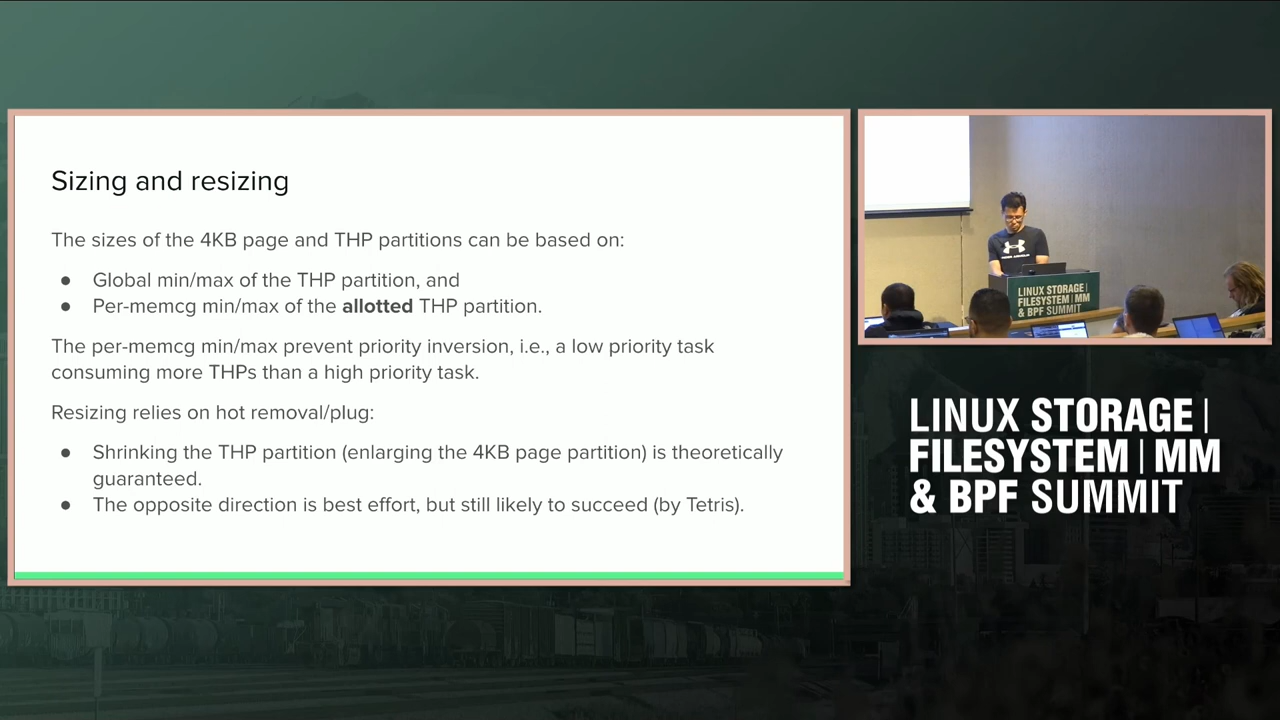 Sizing and resizing
The sizes of the 4KB page and THP partitions can be based on:
● Global min/max of the THP partition, and
● Per-memcg min/max of the allotted THP partition.
The per-memcg min/max prevent priority inversion, i.e., a low priority task
consuming more THPs than a high priority task.
Resizing relies on hot removal/plug:
● Shrinking the THP partition (enlarging the 4KB page partition) is theoretically
guaranteed.
● The opposite direction is best effort, but still likely to succeed (by Tetris).
LINUX STORAGE |
FILESYSTEM | MM
& BPF SUMMIT
LINUX STORAGE |
FILESYSTEM | MM
& BPF SUMMIT